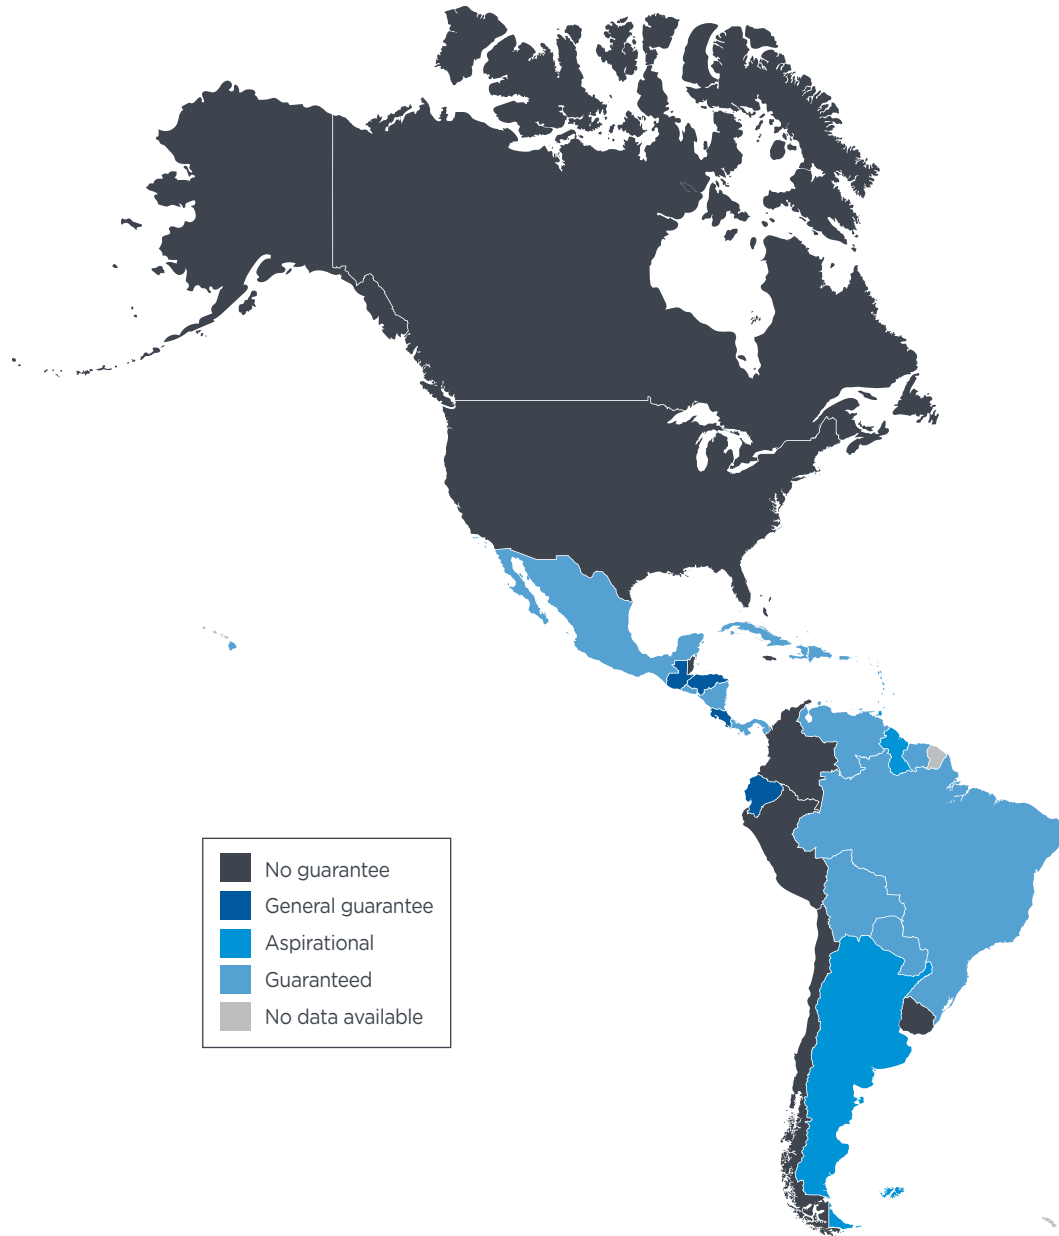 No guarantee
General guarantee
Aspirational
Guaranteed
No data available